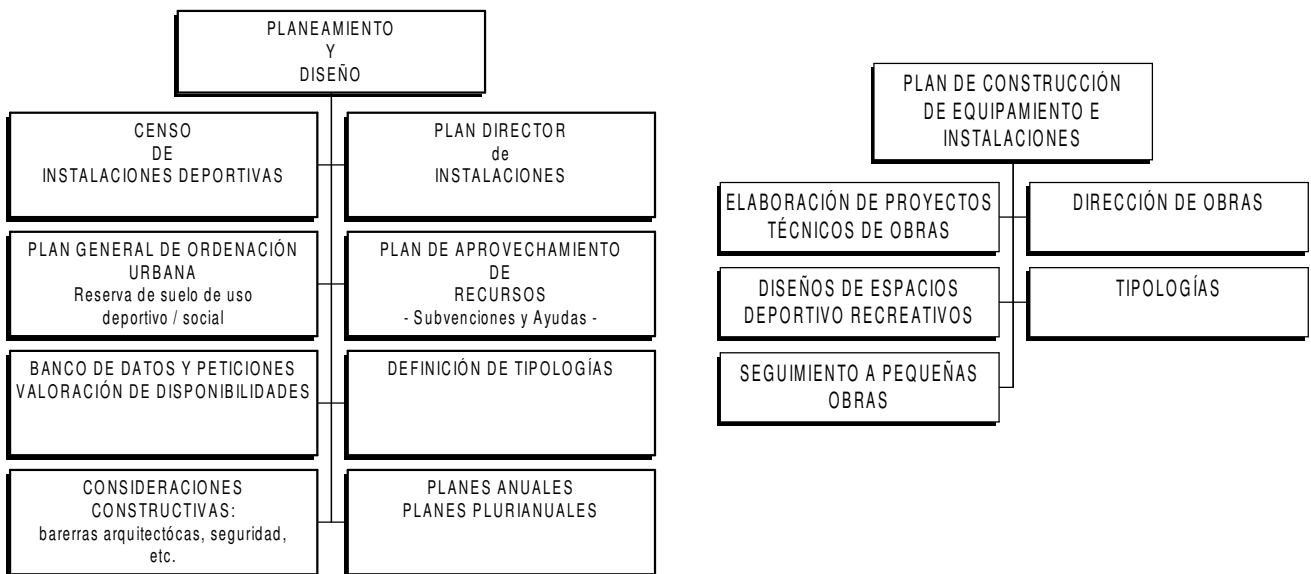 PLANEAMIENTO
Y
DISEÑO
CENSO
DE
INSTALACIONES DEPORTIVAS
PLAN DIRECTOR
de
INSTALACIONES
PLAN GENERAL DE ORDENACIÓN
URBANA
Reserva de suelo de uso
deportivo / social
PLAN DE APROVECHAMIENTO
DE
RECURSOS
- Subvenciones y Ayudas -
BANCO DE DATOS Y PETICIONES
VALORACIÓN DE DISPONIBILIDADES
DEFINICIÓN DE TIPOLOGÍAS
CONSIDERACIONES
CONSTRUCTIVAS:
barerras arquitectócas, seguridad,
etc.
PLANES ANUALES
PLANES PLURIANUALES
PLAN DE CONSTRUCCIÓN
DE EQUIPAMIENTO E
INSTALACIONES
ELABORACIÓN DE PROYECTOS
TÉCNICOS DE OBRAS
DIRECCIÓN DE OBRAS
DISEÑOS DE ESPACIOS
DEPORTIVO RECREATIVOS
TIPOLOGÍAS
SEGUIMIENTO A PEQUEÑAS
OBRAS